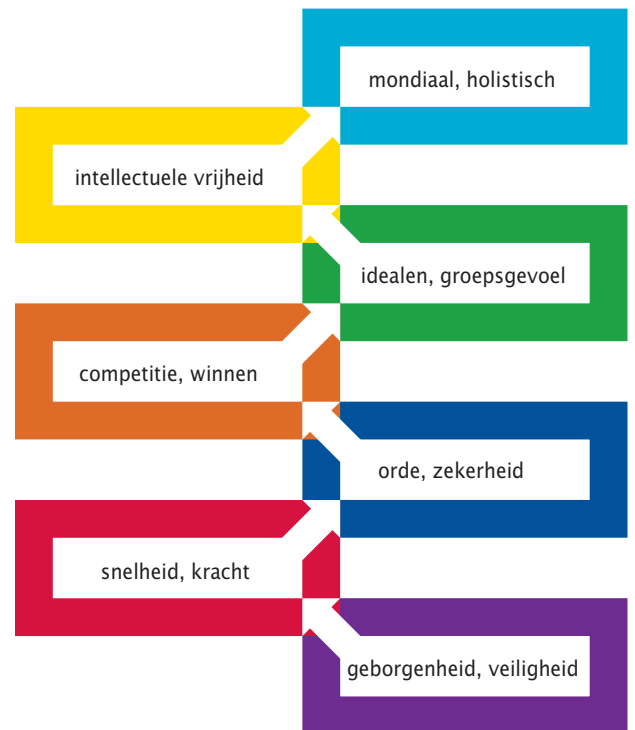 mondiaal, holistisch
intellectuele vrijheid
idealen, groepsgevoel
competitie, winnen
orde, zekerheid
snelheid, kracht
geborgenheid, veiligheid